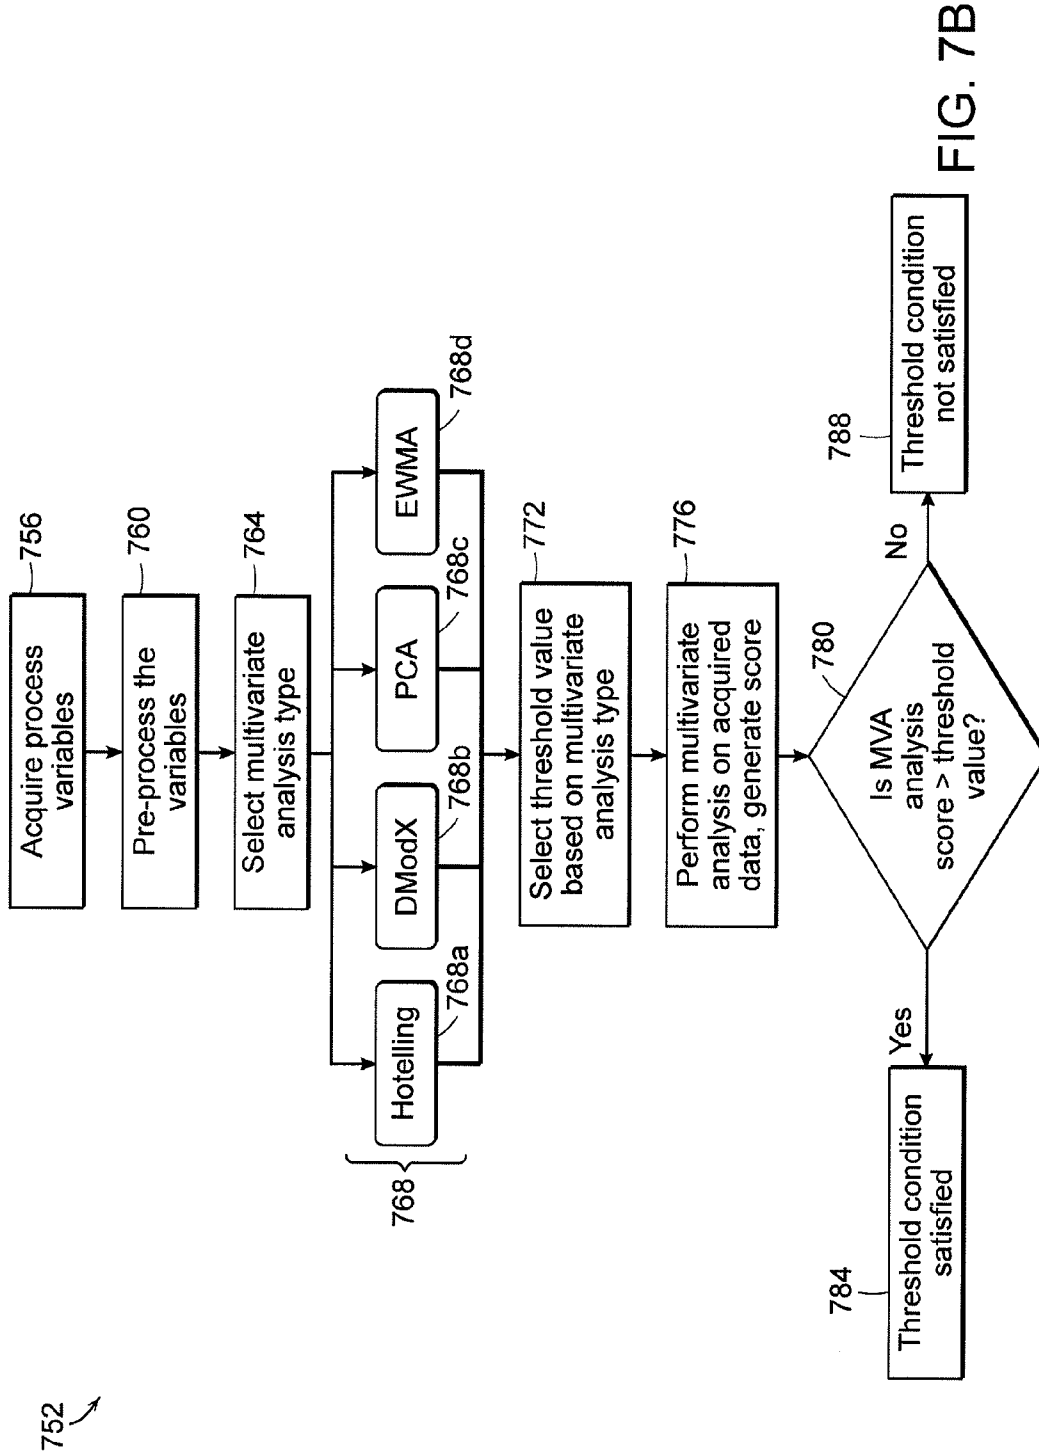 752
Acquire process
variables
756
Pre-process the
variables
760
Select multivariate
analysis type
764
768
Hotelling
768a
DModX
768b
PCA
768c
EWMA
768d
Select threshold value
based on multivariate
analysis type
772
Perform multivariate
analysis on acquired
data, generate score
776
Is MVA
analysis
score > threshold
value?
780
Yes
No
784
Threshold condition
satisfied
788
Threshold condition
not satisfied
FIG. 7B